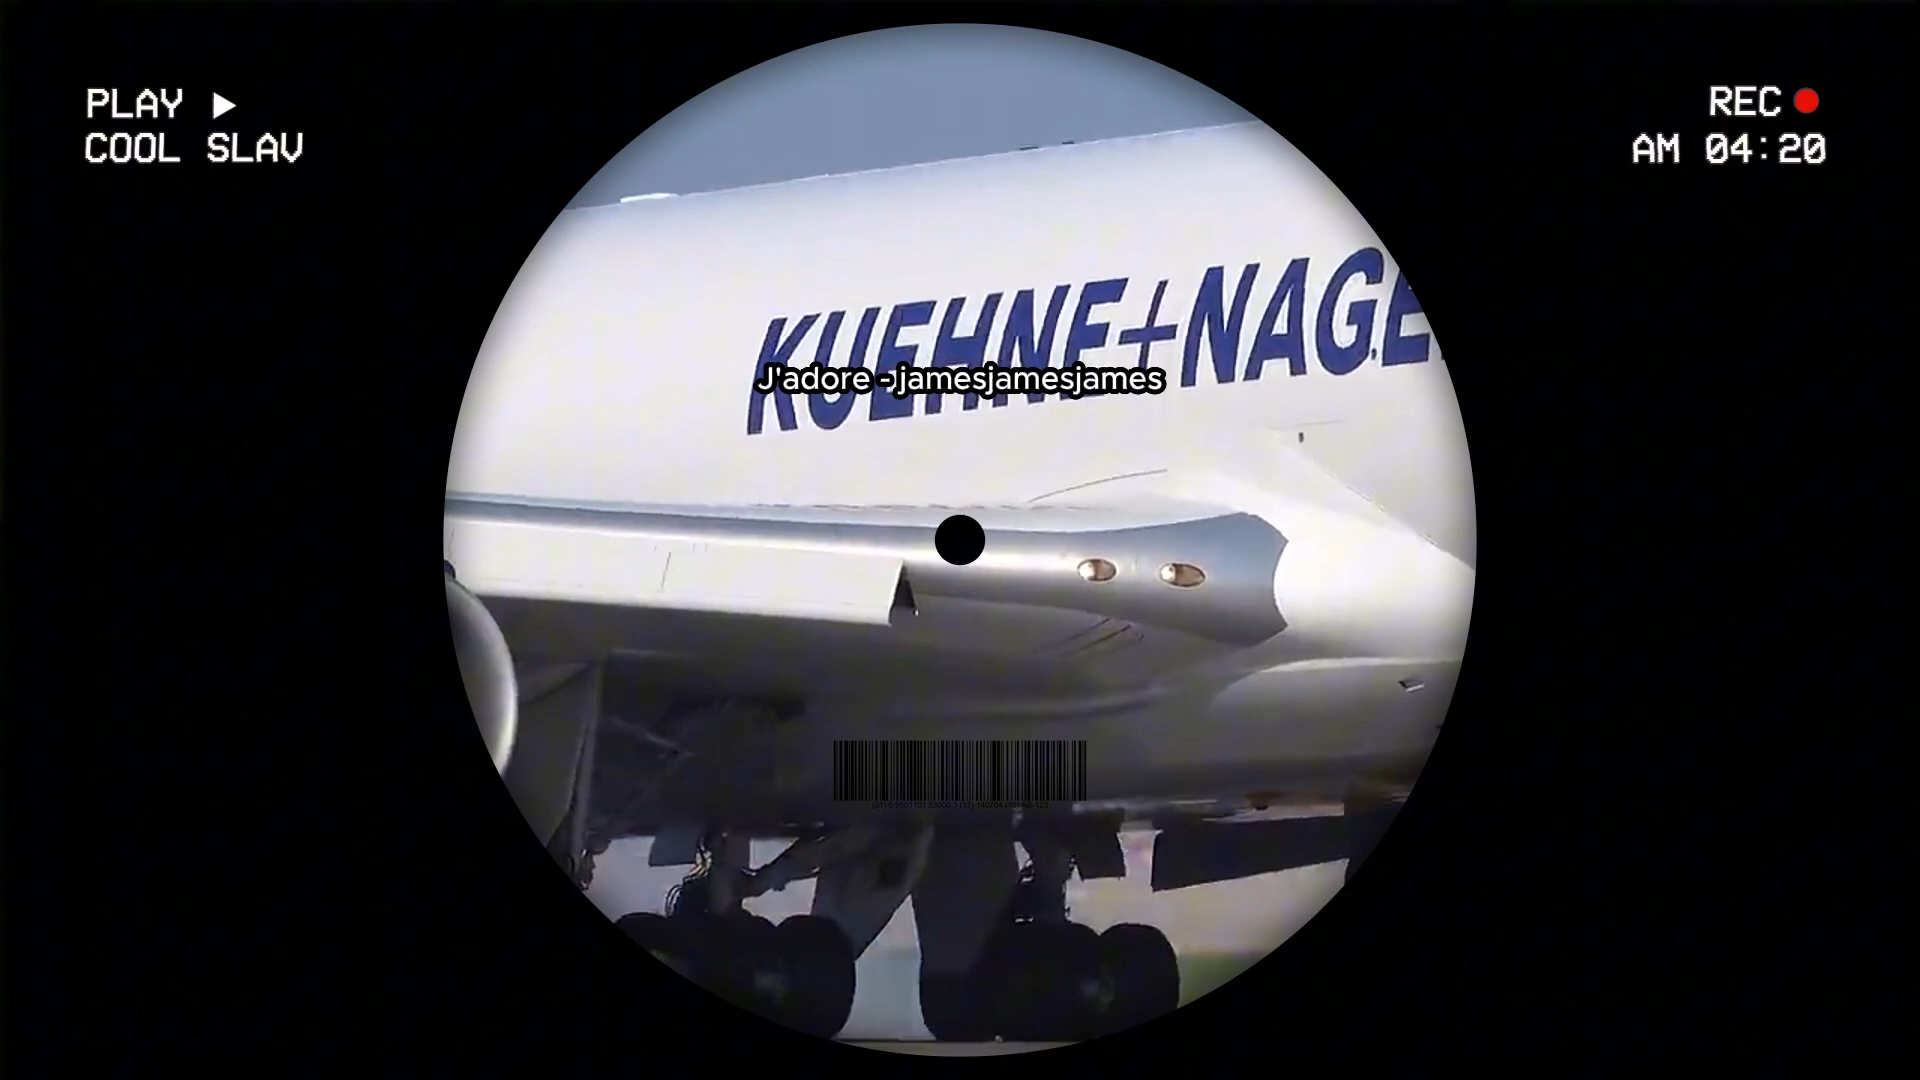 PLAY ▶
COOL SLAV
REC
AM 04:20
KUEHNE+NAGE
J'adore - jamesjamesjames